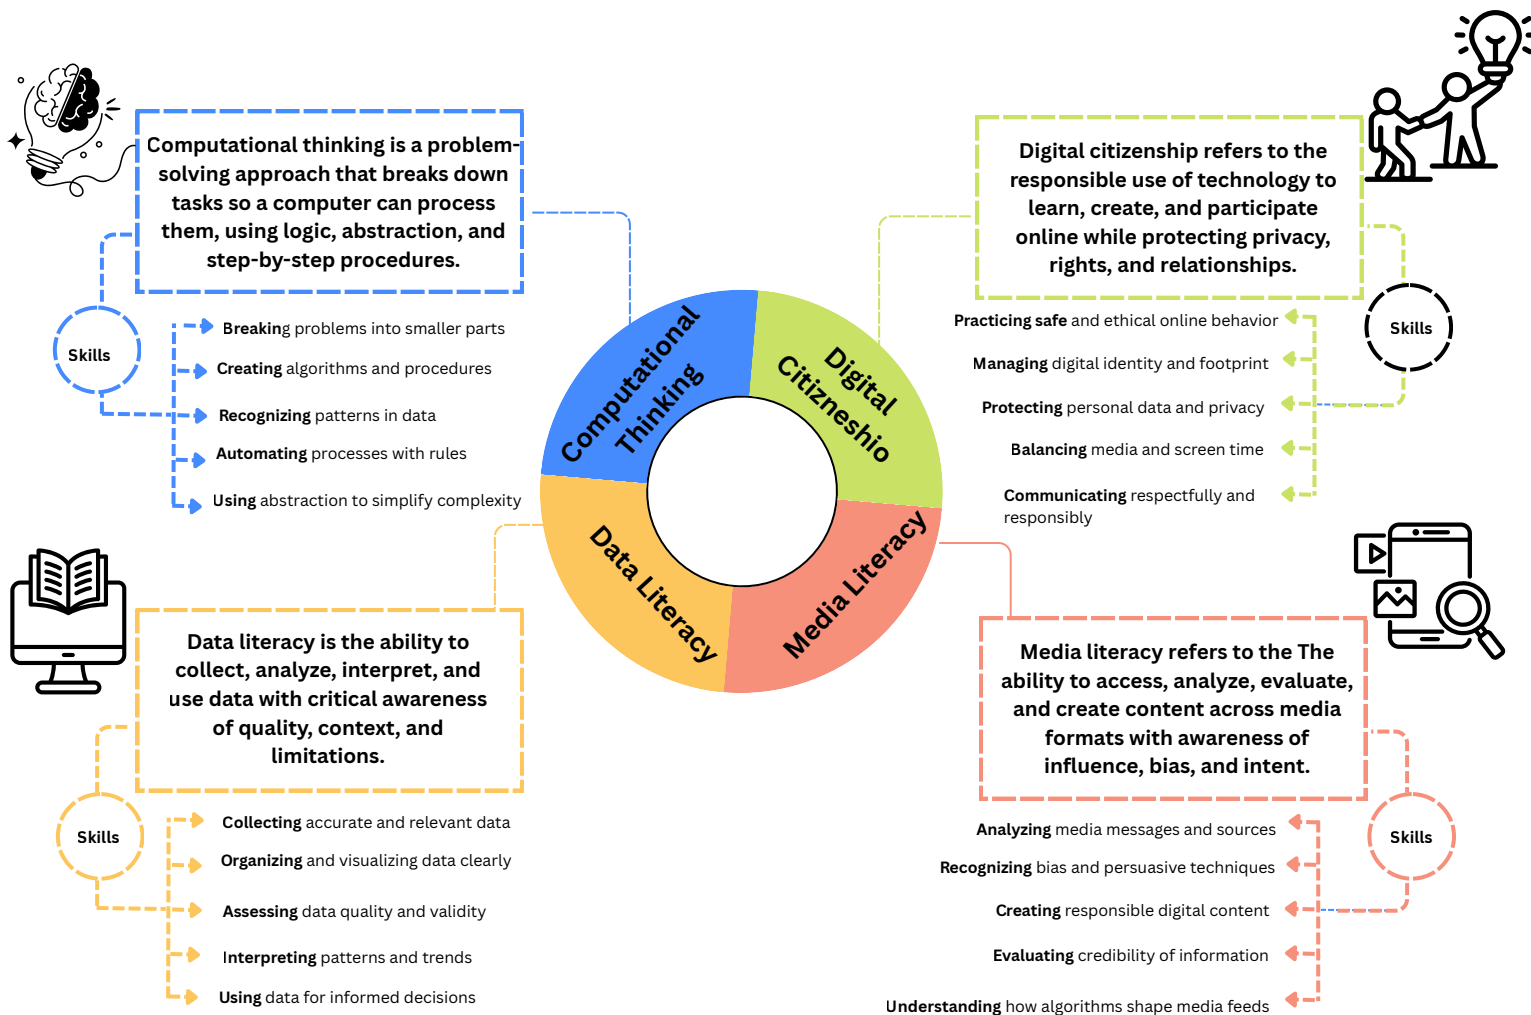 Computational thinking is a problem-
solving approach that breaks down
tasks so a computer can process
them, using logic, abstraction, and
step-by-step procedures.
Skills
Breaking problems into smaller parts
Creating algorithms and procedures
Recognizing patterns in data
Automating processes with rules
Using abstraction to simplify complexity
Digital citizenship refers to the
responsible use of technology to
learn, create, and participate
online while protecting privacy,
rights, and relationships.
Skills
Practicing safe and ethical online behavior
Managing digital identity and footprint
Protecting personal data and privacy
Balancing media and screen time
Communicating respectfully and
responsibly
Computational
Thinking
Digital
Citizneshio
Data Literacy
Media Literacy
Data literacy is the ability to
collect, analyze, interpret, and
use data with critical awareness
of quality, context, and
limitations.
Skills
Collecting accurate and relevant data
Organizing and visualizing data clearly
Assessing data quality and validity
Interpreting patterns and trends
Using data for informed decisions
Media literacy refers to the The
ability to access, analyze, evaluate,
and create content across media
formats with awareness of
influence, bias, and intent.
Skills
Analyzing media messages and sources
Recognizing bias and persuasive techniques
Creating responsible digital content
Evaluating credibility of information
Understanding how algorithms shape media feeds